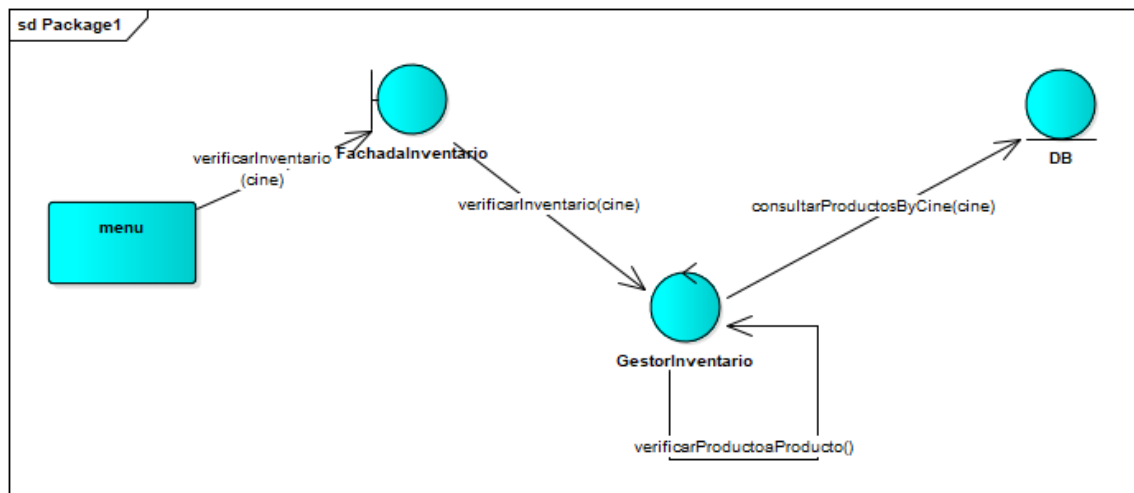 sd Package1
FachadaInventario
DB
verificarInventario
(cine)
verificarInventario(cine)
consultarProductosByCine(cine)
menu
GestorInventario
verificarProductoaProducto()